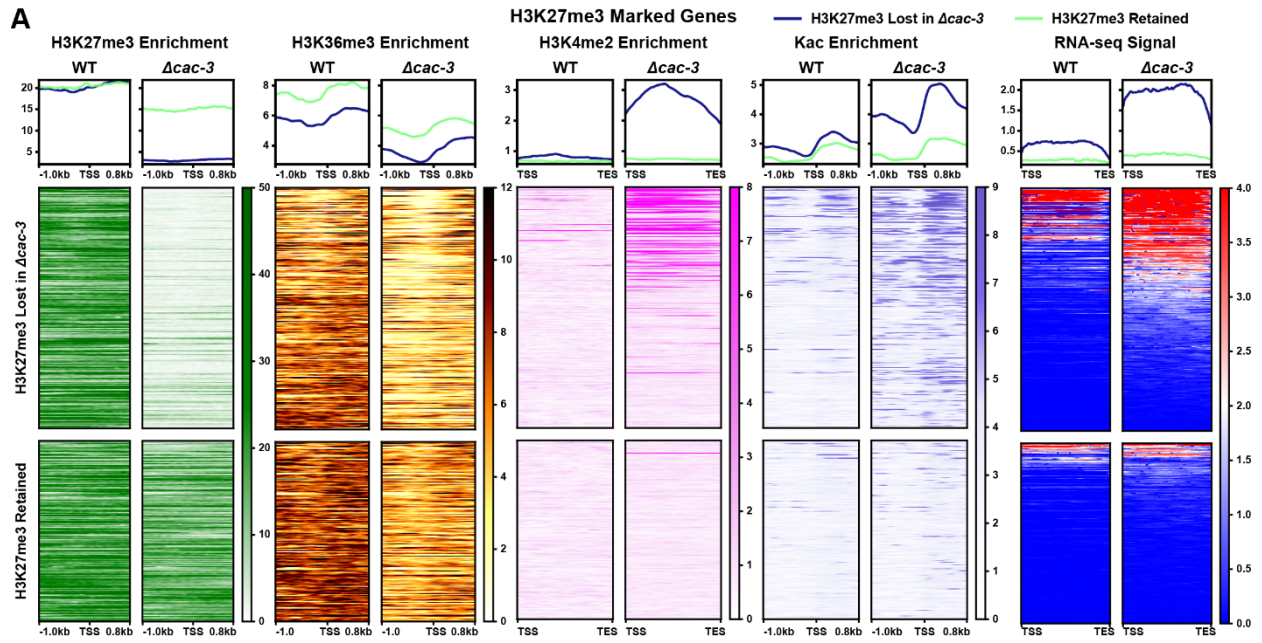 A
H3K27me3 Marked Genes
H3K27me3 Lost in Δcac-3
H3K27me3 Retained
H3K27me3 Enrichment
H3K36me3 Enrichment
H3K4me2 Enrichment
Kac Enrichment
RNA-seq Signal
WT
Δcac-3
WT
Δcac-3
WT
Δcac-3
WT
Δcac-3
WT
Δcac-3
20
15
10
5
-1.0kb TSS 0.8kb
-1.0kb TSS 0.8kb
8
6
4
-1.0kb TSS 0.8kb
-1.0kb TSS 0.8kb
3
2
1
TSS TES
TSS TES
5
4
3
-1.0kb TSS 0.8kb
-1.0kb TSS 0.8kb
2.0
1.5
1.0
0.5
TSS TES
TSS TES
H3K27me3 Lost in Δcac-3
H3K27me3 Retained
50
40
30
20
10
0
12
10
8
6
4
2
0
8
7
6
5
4
3
2
1
0
9
8
7
6
5
4
3
2
1
0
4.0
3.5
3.0
2.5
2.0
1.5
1.0
0.5
0.0
-1.0kb TSS 0.8kb
-1.0kb TSS 0.8kb
-1.0 TSS 0.8kb
-1.0 TSS 0.8kb
TSS TES
TSS TES
-1.0kb TSS 0.8kb
-1.0kb TSS 0.8kb
TSS TES
TSS TES